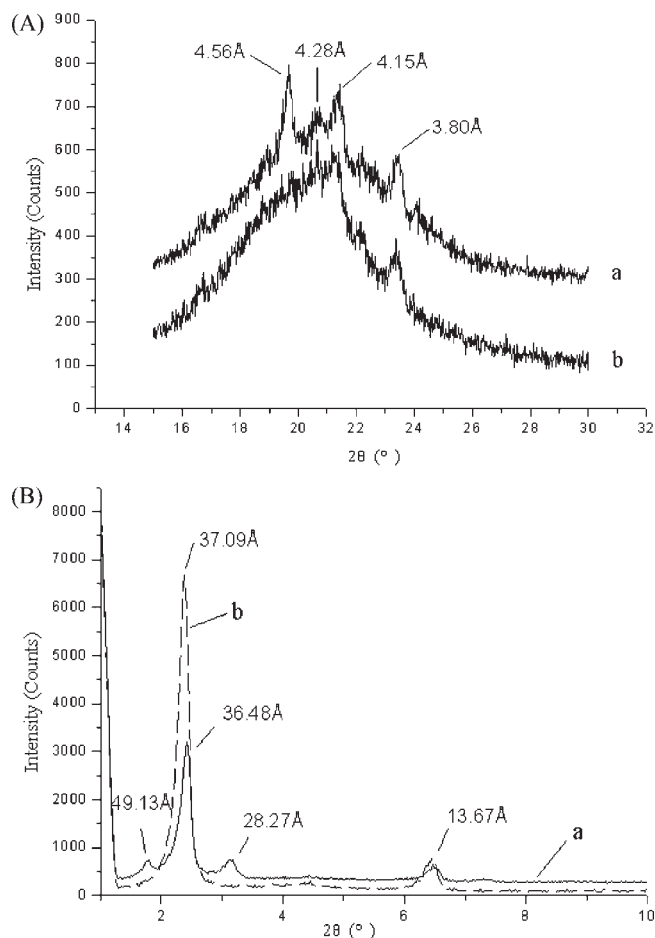 (A)
900
800
700
600
500
400
300
200
100
0
Intensity (Counts)
4.56Å
4.28Å
4.15Å
3.80Å
a
b
14 16 18 20 22 24 26 28 30 32
2θ (°)
(B)
8000
7000
6000
5000
4000
3000
2000
1000
0
Intensity (Counts)
37.09Å
b
36.48Å
49.13Å
28.27Å
13.67Å
a
2 4 6 8 10
2θ (°)